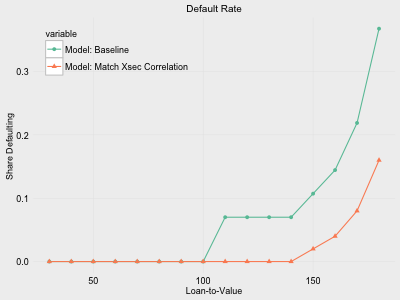 Default Rate
variable
Model: Baseline
Model: Match Xsec Correlation
Share Defaulting
0.3
0.2
0.1
0.0
50
100
150
Loan-to-Value